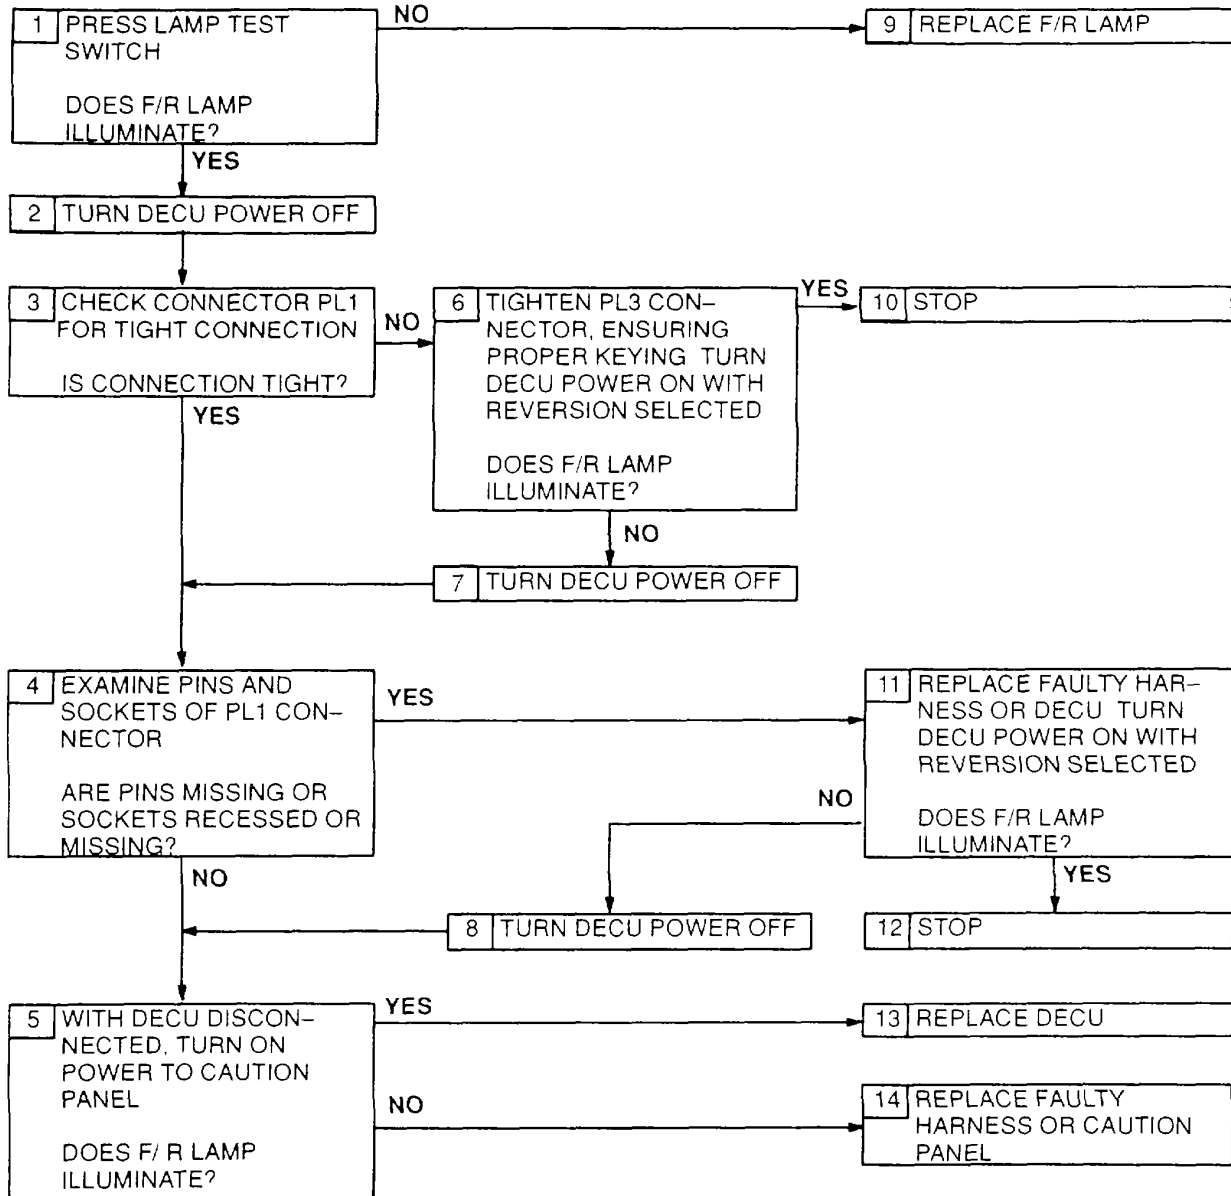 1 PRESS LAMP TEST
SWITCH
DOES F/R LAMP
ILLUMINATE?
NO
9 REPLACE F/R LAMP
YES
2 TURN DECU POWER OFF
3 CHECK CONNECTOR PL1
FOR TIGHT CONNECTION
IS CONNECTION TIGHT?
NO
6 TIGHTEN PL3 CON-
NECTOR, ENSURING
PROPER KEYING TURN
DECU POWER ON WITH
REVERSION SELECTED
DOES F/R LAMP
ILLUMINATE?
YES
10 STOP
YES
NO
7 TURN DECU POWER OFF
4 EXAMINE PINS AND
SOCKETS OF PL1 CON-
NECTOR
ARE PINS MISSING OR
SOCKETS RECESSED OR
MISSING?
YES
11 REPLACE FAULTY HAR-
NESS OR DECU TURN
DECU POWER ON WITH
REVERSION SELECTED
DOES F/R LAMP
ILLUMINATE?
NO
YES
NO
8 TURN DECU POWER OFF
12 STOP
5 WITH DECU DISCON-
NECTED, TURN ON
POWER TO CAUTION
PANEL
DOES F/ R LAMP
ILLUMINATE?
YES
13 REPLACE DECU
NO
14 REPLACE FAULTY
HARNESS OR CAUTION
PANEL